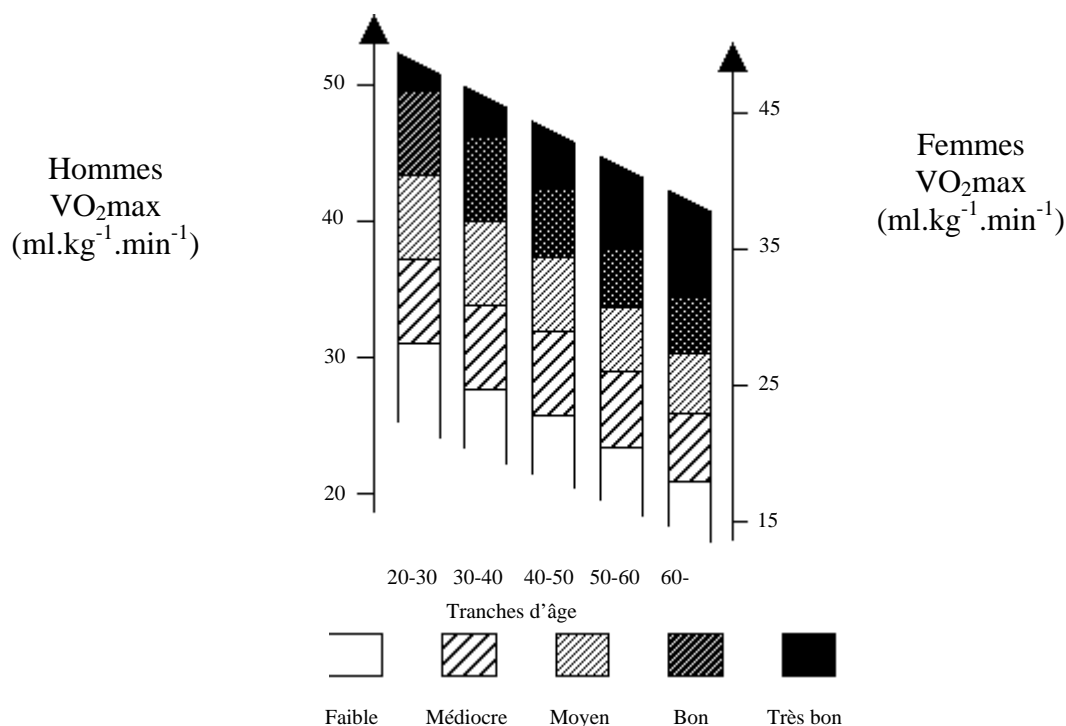 Hommes
VO₂max
(ml.kg⁻¹.min⁻¹)
50
40
30
20
Femmes
VO₂max
(ml.kg⁻¹.min⁻¹)
45
35
25
15
20-30 30-40 40-50 50-60 60-
Tranches d'âge
Faible Médiocre Moyen Bon Très bon